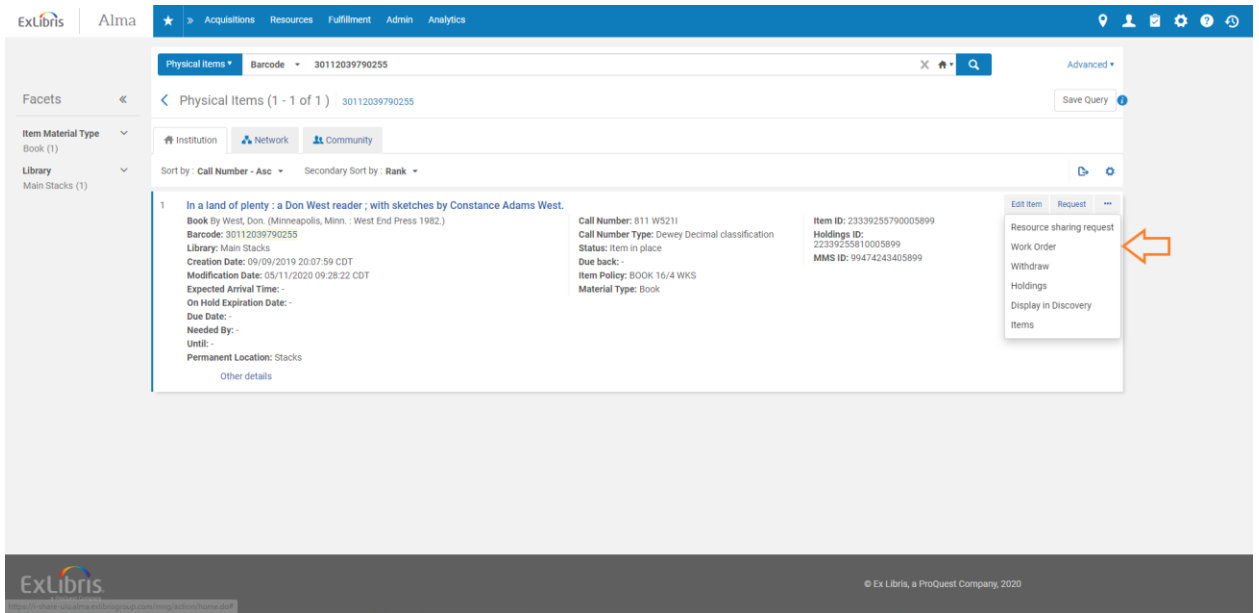 ExLibris Alma Acquisitions Resources Fulfillment Admin Analytics
Physical items Barcode 30112039790255 Advanced
Facets
Physical Items (1 - 1 of 1 ) 30112039790255 Save Query
Item Material Type
Book (1)
Library
Main Stacks (1)
Institution Network Community
Sort by : Call Number - Asc Secondary Sort by : Rank
1 In a land of plenty : a Don West reader ; with sketches by Constance Adams West.
Book By West, Don. (Minneapolis, Minn. : West End Press 1982.)
Barcode: 30112039790255
Library: Main Stacks
Creation Date: 09/09/2019 20:07:59 CDT
Modification Date: 05/11/2020 09:28:22 CDT
Expected Arrival Time: -
On Hold Expiration Date: -
Due Date: -
Needed By: -
Until: -
Permanent Location: Stacks
Other details
Call Number: 811 W521I
Call Number Type: Dewey Decimal classification
Status: Item in place
Due back: -
Item Policy: BOOK 16/4 WKS
Material Type: Book
Item ID: 23339255790005899
Holdings ID:
22339255810005899
MMS ID: 99474243405899
Edit Item Request
Resource sharing request
Work Order
Withdraw
Holdings
Display in Discovery
Items
ExLibris
© Ex Libris, a ProQuest Company, 2020